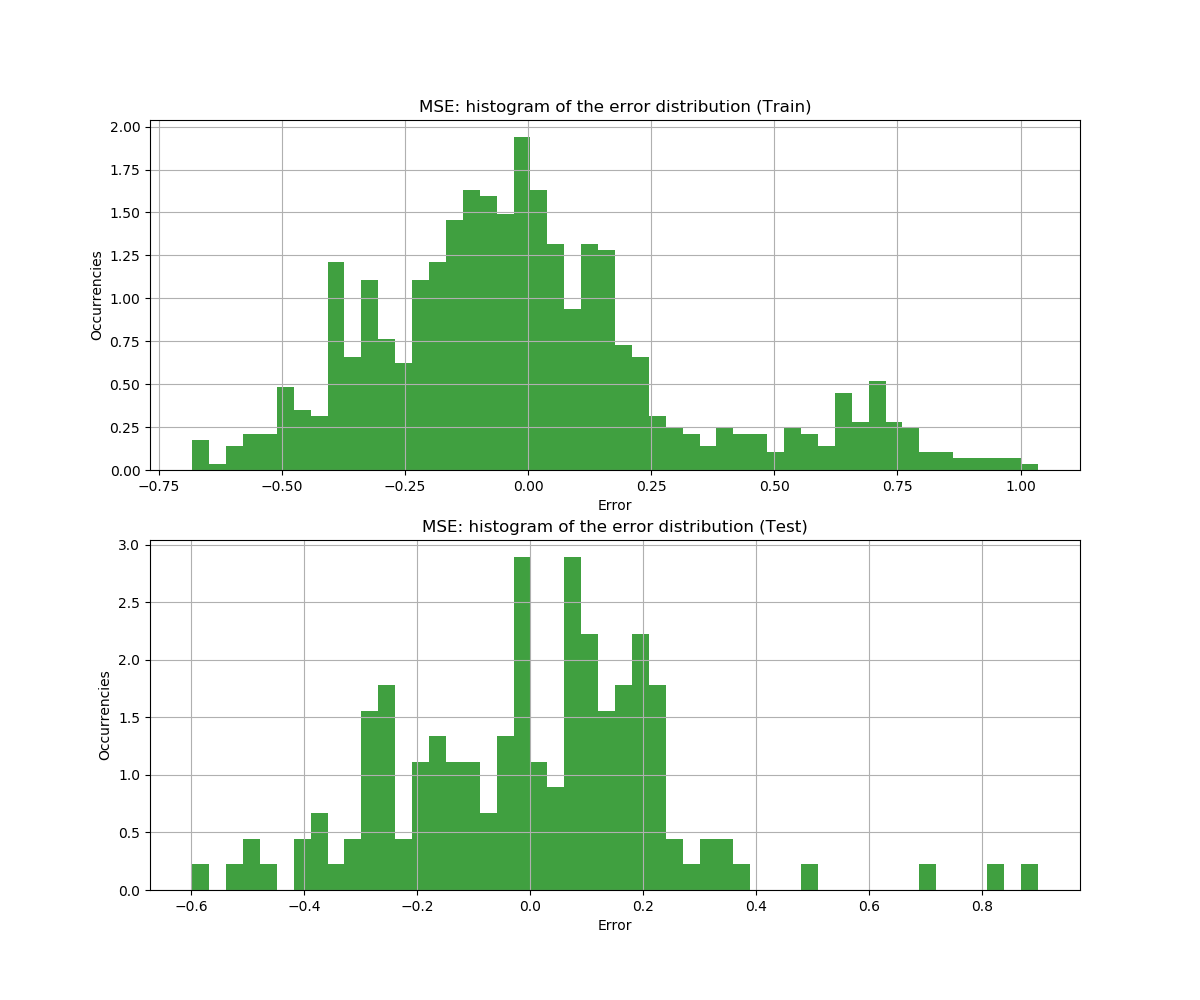 MSE: histogram of the error distribution (Train)
2.00
1.75
1.50
1.25
1.00
0.75
0.50
0.25
0.00
Occurrencies
−0.75 −0.50 −0.25 0.00 0.25 0.50 0.75 1.00
Error
MSE: histogram of the error distribution (Test)
3.0
2.5
2.0
1.5
1.0
0.5
0.0
Occurrencies
−0.6 −0.4 −0.2 0.0 0.2 0.4 0.6 0.8
Error